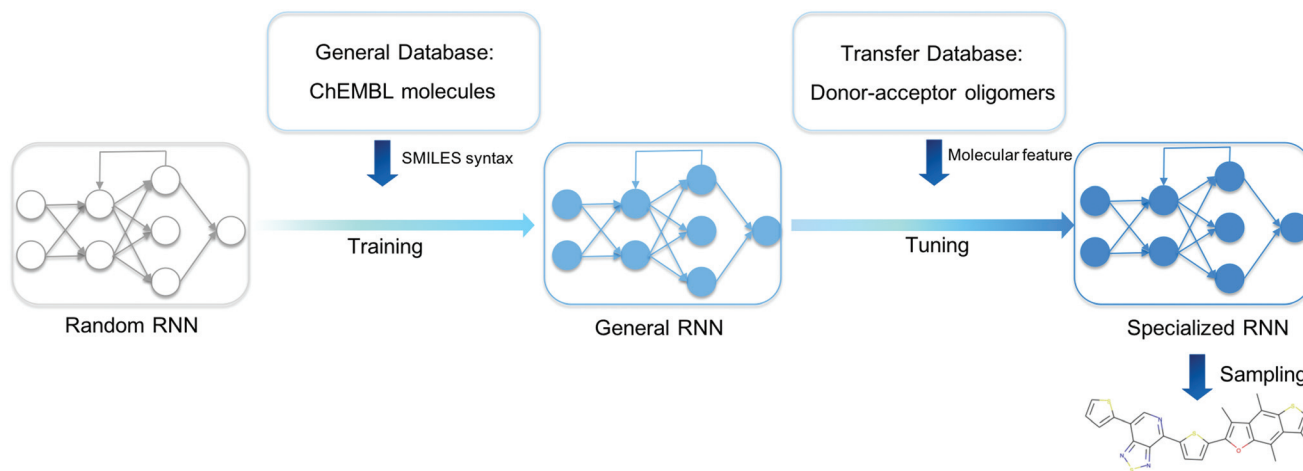 General Database:
ChEMBL molecules
Transfer Database:
Donor-acceptor oligomers
SMILES syntax
Molecular feature
Training
Tuning
Random RNN
General RNN
Specialized RNN
Sampling